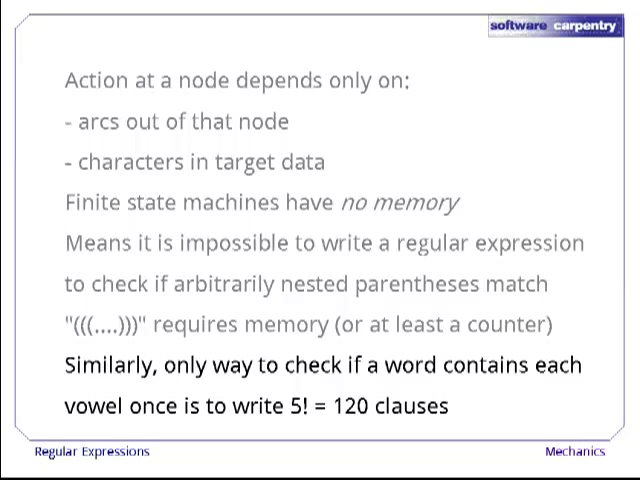 software carpentry
Action at a node depends only on:
- arcs out of that node
- characters in target data
Finite state machines have no memory
Means it is impossible to write a regular expression
to check if arbitrarily nested parentheses match
"(((....)))" requires memory (or at least a counter)
Similarly, only way to check if a word contains each
vowel once is to write 5! = 120 clauses
Regular Expressions
Mechanics